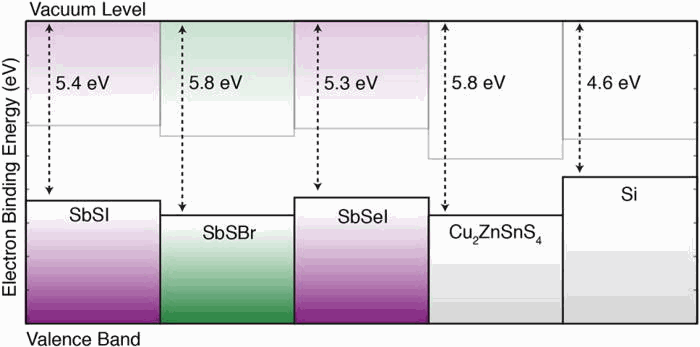 Vacuum Level
Electron Binding Energy (eV)
5.4 eV
5.8 eV
5.3 eV
5.8 eV
4.6 eV
SbSI
SbSBr
SbSeI
Cu₂ZnSnS₄
Si
Valence Band